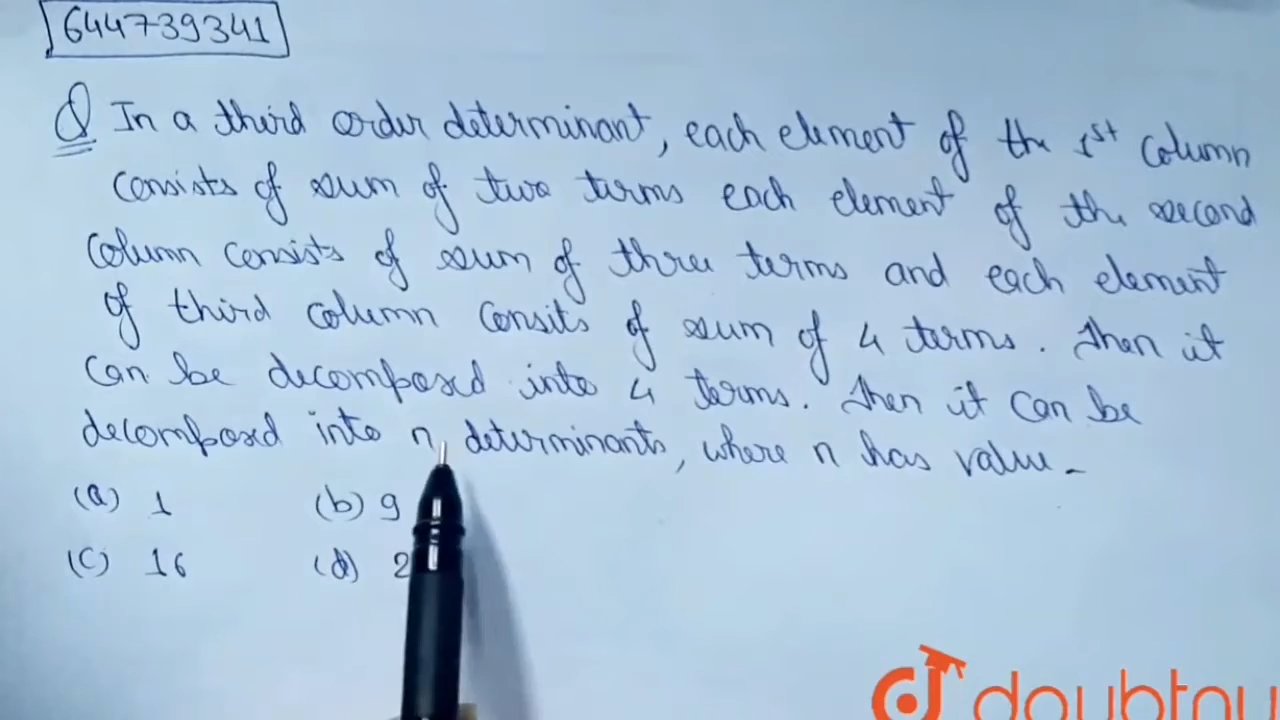 644739341
Q In a third order determinant, each element of the 1st column
consists of sum of two terms each element of the second
column consists of sum of three terms and each element
of third column consits of sum of 4 terms. Then it
can be decomposed into 4 terms. Then it can be
decomposed into n determinants, where n has value -
(a) 1 (b) 9
(c) 16 (d) 2
doubtnu